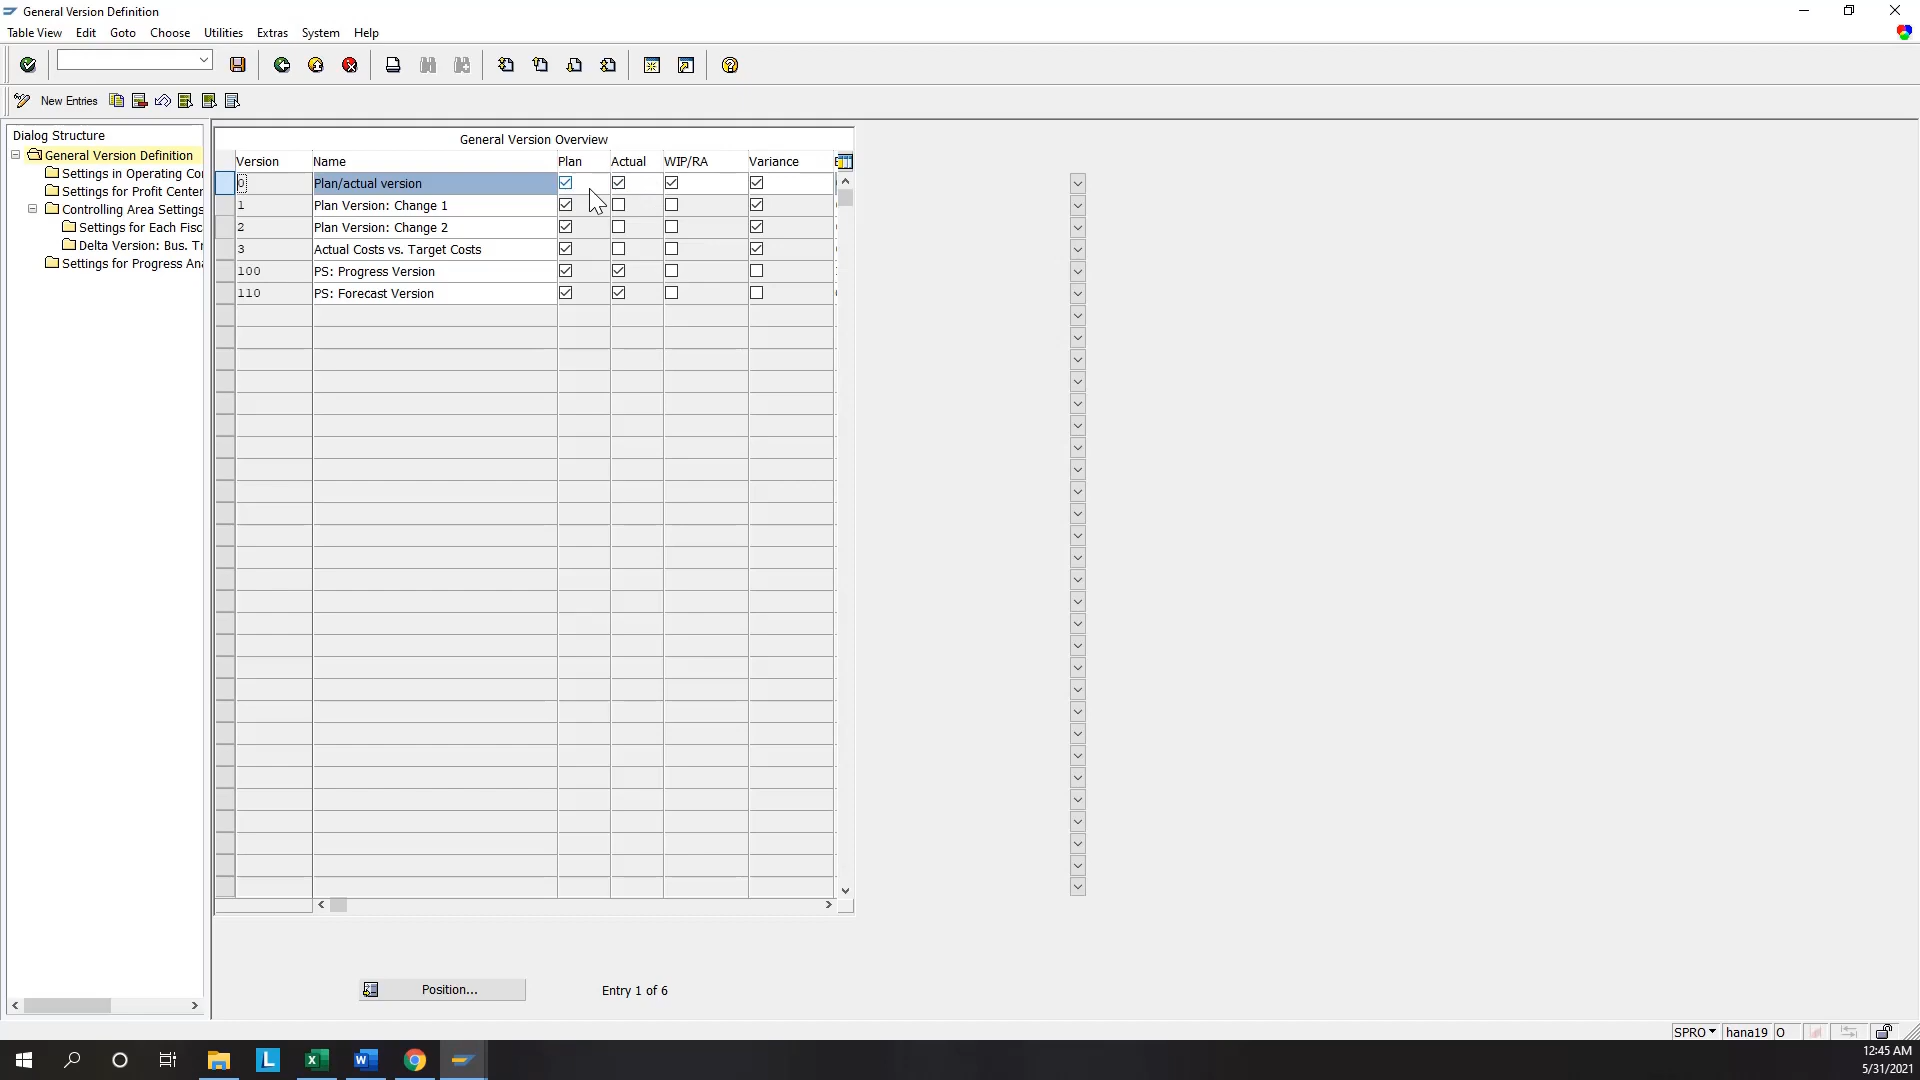 General Version Definition
Table View Edit Goto Choose Utilities Extras System Help
New Entries
Dialog Structure
General Version Definition
Settings in Operating Co
Settings for Profit Center
Controlling Area Settings
Settings for Each Fisc
Delta Version: Bus. Tr
Settings for Progress An
General Version Overview
Version Name Plan Actual WIP/RA Variance
0 Plan/actual version
1 Plan Version: Change 1
2 Plan Version: Change 2
3 Actual Costs vs. Target Costs
100 PS: Progress Version
110 PS: Forecast Version
Position... Entry 1 of 6
SPRO hana19 O
12:45 AM
5/31/2021